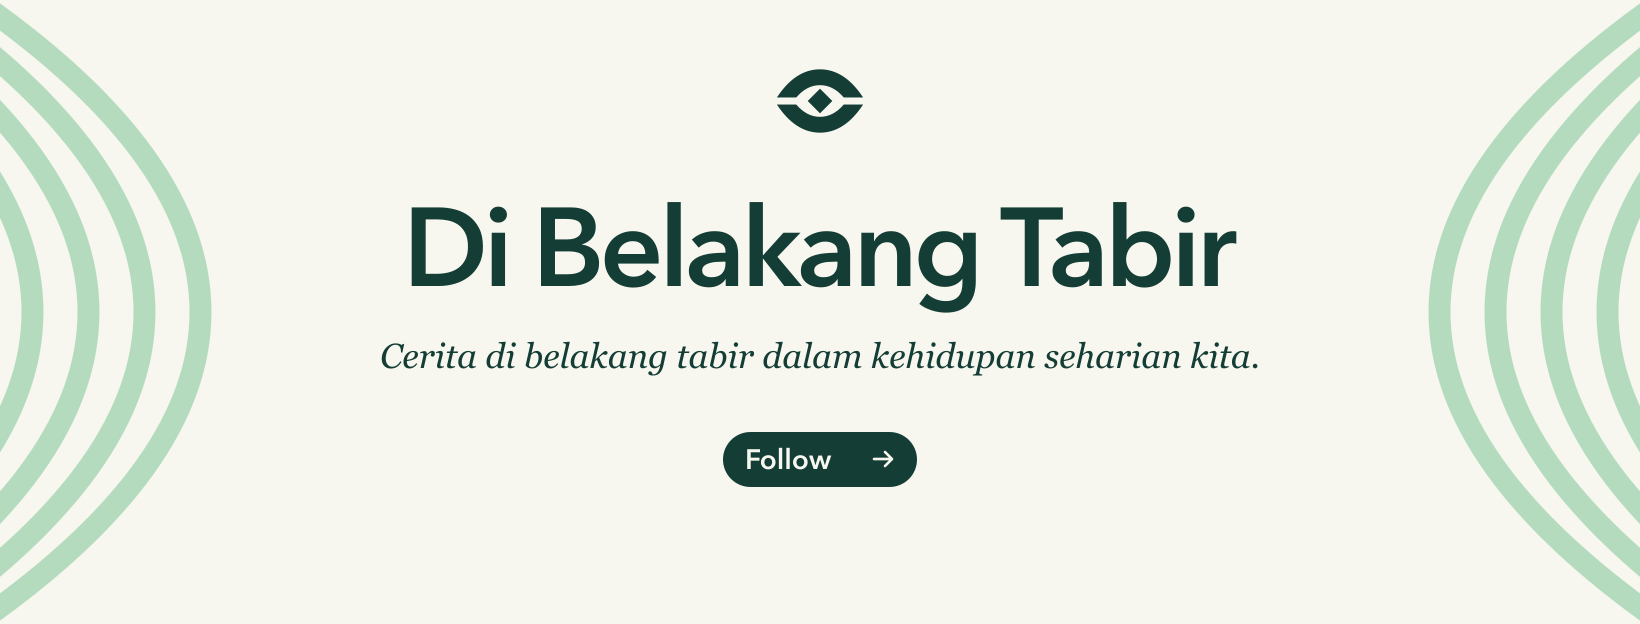 Di Belakang Tabir
Cerita di belakang tabir dalam kehidupan seharian kita.
Follow →